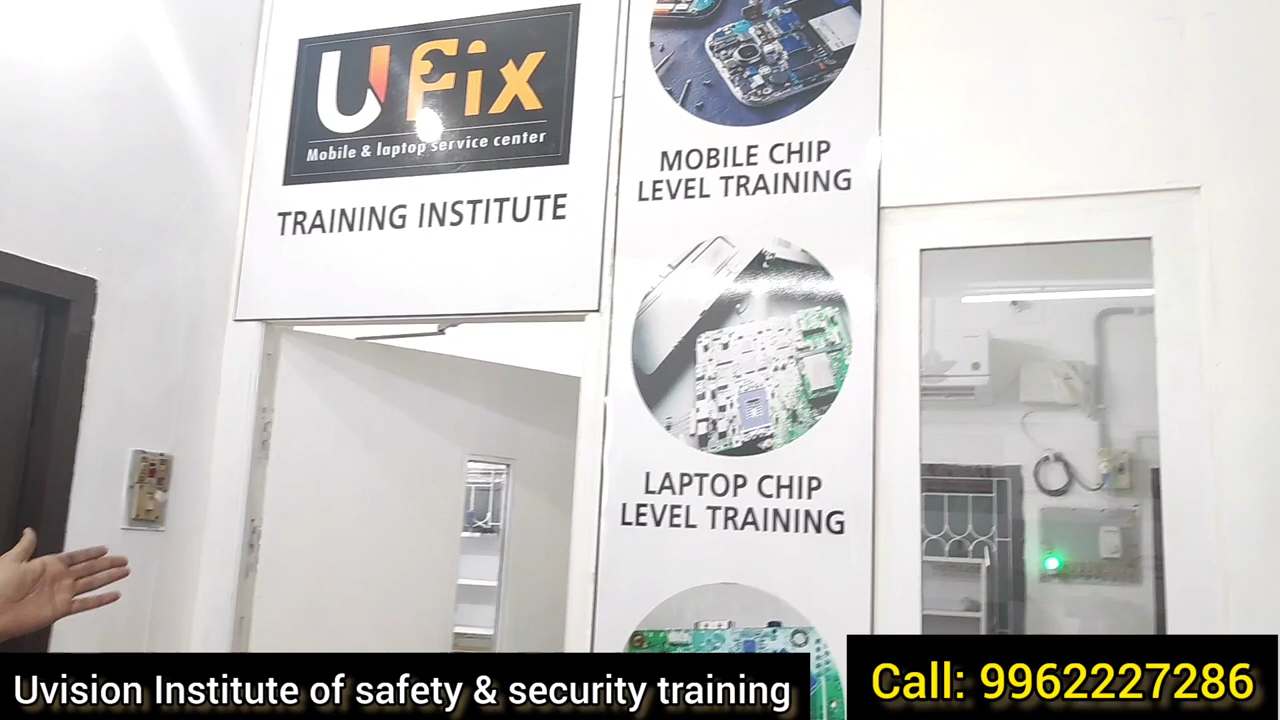 U Fix
Mobile & laptop service center
TRAINING INSTITUTE
MOBILE CHIP
LEVEL TRAINING
LAPTOP CHIP
LEVEL TRAINING
Uvision Institute of safety & security training
Call: 9962227286